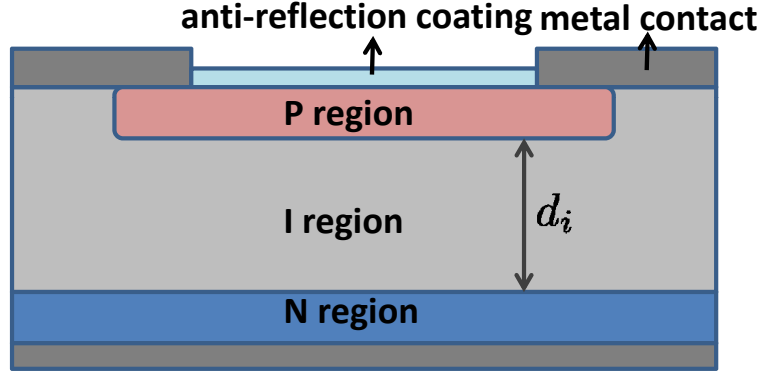 anti-reflection coating metal contact
P region
I region
d_i
N region